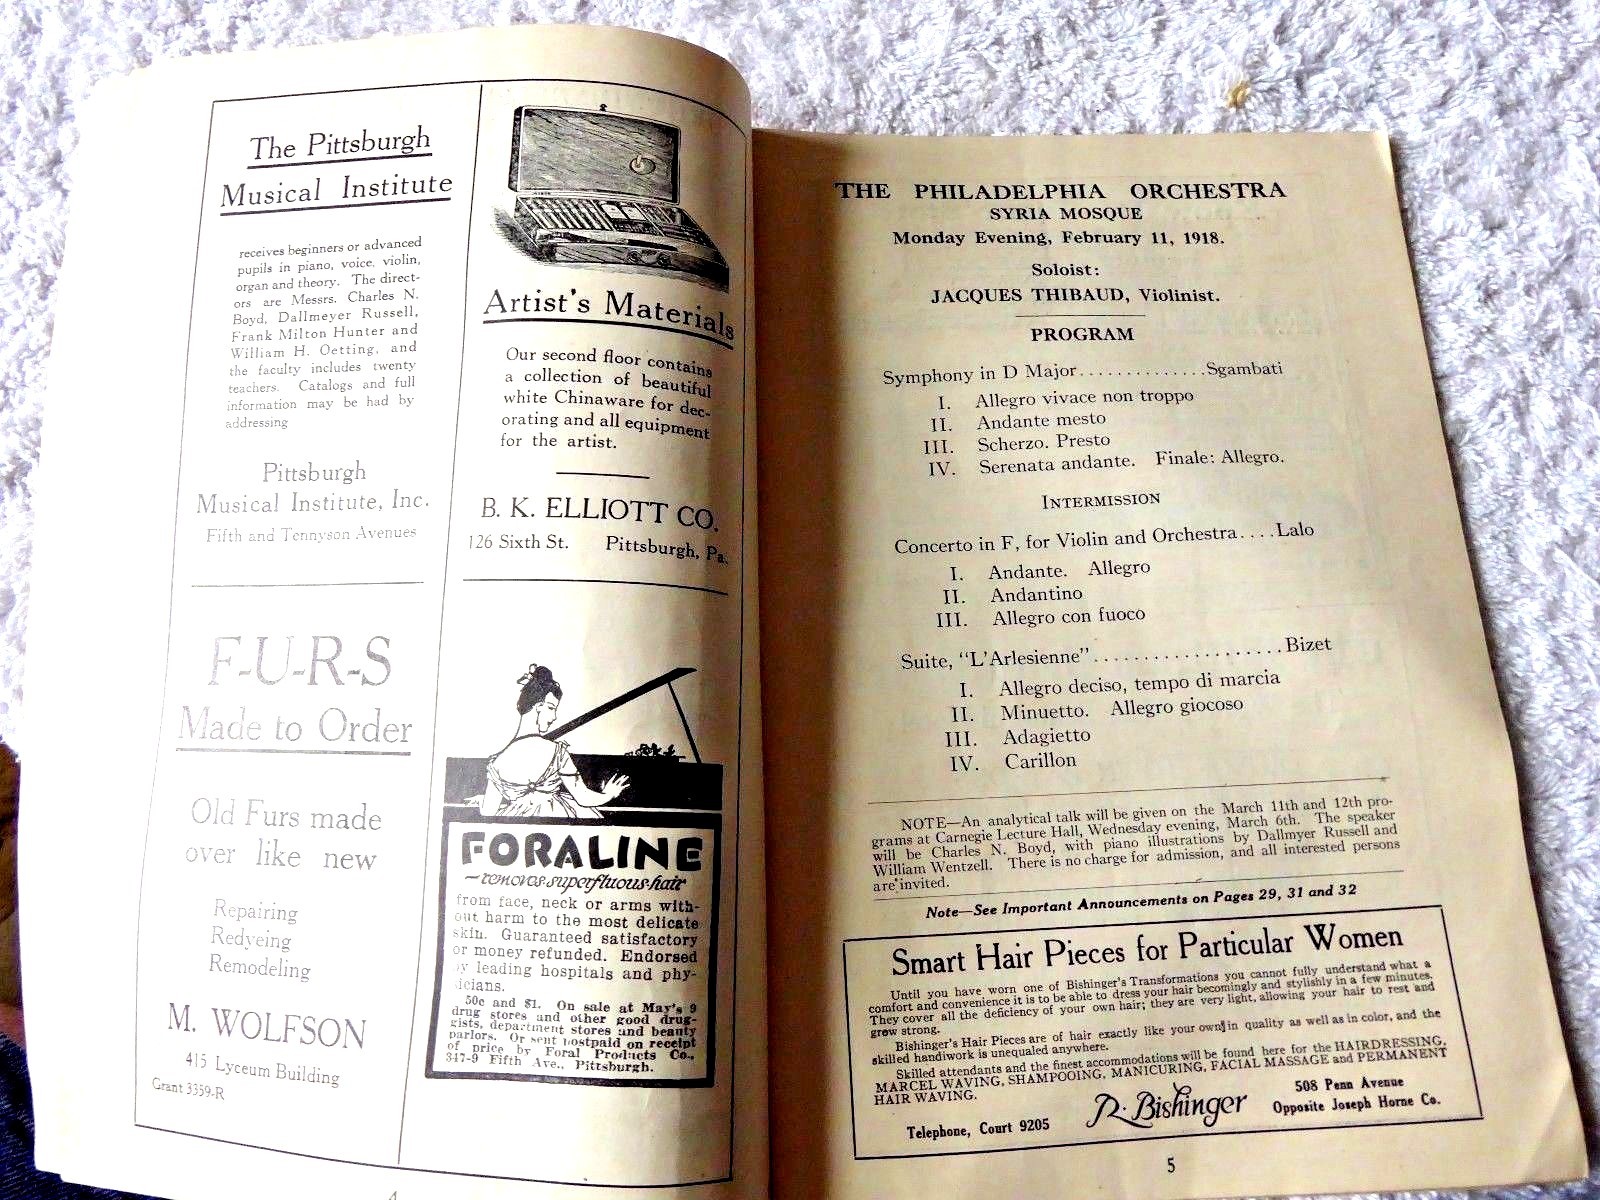 The Pittsburgh
Musical Institute
receives beginners or advanced
pupils in piano, voice, violin,
organ and theory. The direct-
ors are Messrs. Charles N.
Boyd, Dallmeyer Russell,
Frank Milton Hunter and
William H. Oetting, and
the faculty includes twenty
teachers. Catalogs and full
information may be had by
addressing
Pittsburgh
Musical Institute, Inc.
Fifth and Tennyson Avenues
F-U-R-S
Made to Order
Old Furs made
over like new
Repairing
Redyeing
Remodeling
M. WOLFSON
415 Lyceum Building
Grant 3359-R
Artist's Materials
Our second floor contains
a collection of beautiful
white Chinaware for dec-
orating and all equipment
for the artist.
B. K. ELLIOTT CO.
126 Sixth St. Pittsburgh, Pa.
FORALINE
removes superfluous hair
from face, neck or arms with-
out harm to the most delicate
skin. Guaranteed satisfactory
or money refunded. Endorsed
by leading hospitals and phy-
sicians.
50c and $1. On sale at May's 9
drug stores and other good drug-
gists, department stores and beauty
parlors. Or sent postpaid on receipt
of price by Foral Products Co.,
347-9 Fifth Ave., Pittsburgh.
4
THE PHILADELPHIA ORCHESTRA
SYRIA MOSQUE
Monday Evening, February 11, 1918.
Soloist:
JACQUES THIBAUD, Violinist.
PROGRAM
Symphony in D Major..............Sgambati
I. Allegro vivace non troppo
II. Andante mesto
III. Scherzo. Presto
IV. Serenata andante. Finale: Allegro.
INTERMISSION
Concerto in F, for Violin and Orchestra....Lalo
I. Andante. Allegro
II. Andantino
III. Allegro con fuoco
Suite, "L'Arlesienne"...................Bizet
I. Allegro deciso, tempo di marcia
II. Minuetto. Allegro giocoso
III. Adagietto
IV. Carillon
NOTE—An analytical talk will be given on the March 11th and 12th pro-
grams at Carnegie Lecture Hall, Wednesday evening, March 6th. The speaker
will be Charles N. Boyd, with piano illustrations by Dallmyer Russell and
William Wentzell. There is no charge for admission, and all interested persons
are invited.
Note—See Important Announcements on Pages 29, 31 and 32
Smart Hair Pieces for Particular Women
Until you have worn one of Bishinger's Transformations you cannot fully understand what a
comfort and convenience it is to be able to dress your hair becomingly and stylishly in a few minutes.
They cover all the deficiency of your own hair; they are very light, allowing your hair to rest and
grow strong.
Bishinger's Hair Pieces are of hair exactly like your own, in quality as well as in color, and the
skilled handiwork is unequaled anywhere.
Skilled attendants and the finest accommodations will be found here for the HAIRDRESSING,
MARCEL WAVING, SHAMPOOING, MANICURING, FACIAL MASSAGE and PERMANENT
HAIR WAVING.
Telephone, Court 9205
R. Bishinger
508 Penn Avenue
Opposite Joseph Horne Co.
5